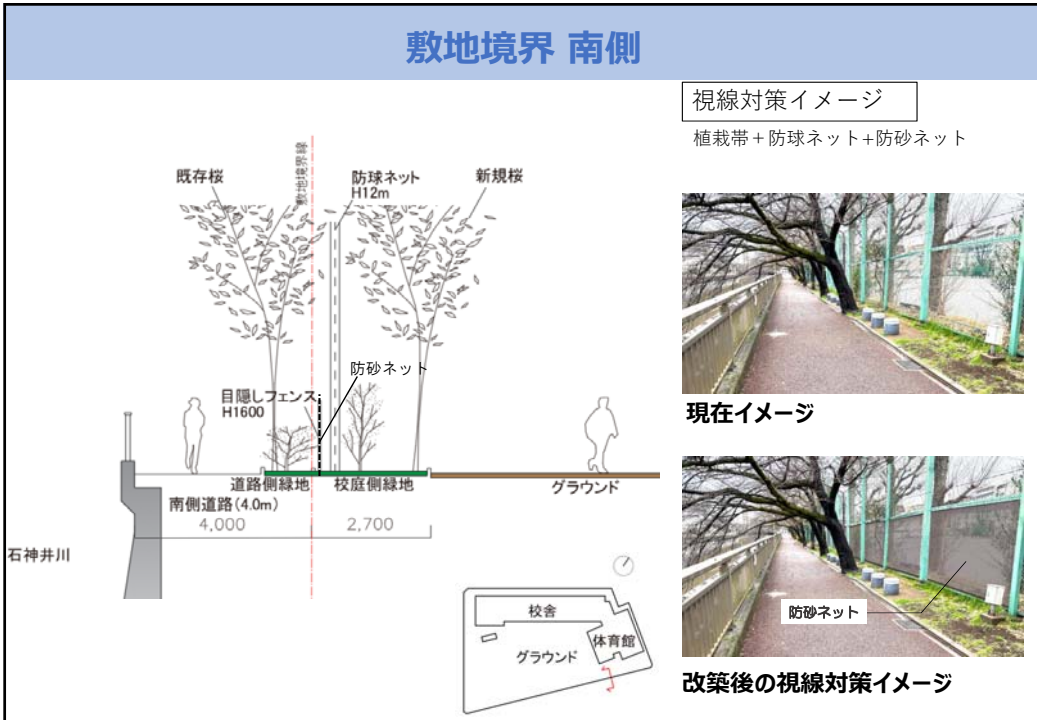 敷地境界 南側
視線対策イメージ
植栽帯+防球ネット+防砂ネット
敷地境界線
既存桜
防球ネット
H12m
新規桜
防砂ネット
目隠しフェンス
H1600
道路側緑地
校庭側緑地
グラウンド
南側道路(4.0m)
4,000
2,700
石神井川
校舎
体育館
グラウンド
現在イメージ
防砂ネット
改築後の視線対策イメージ